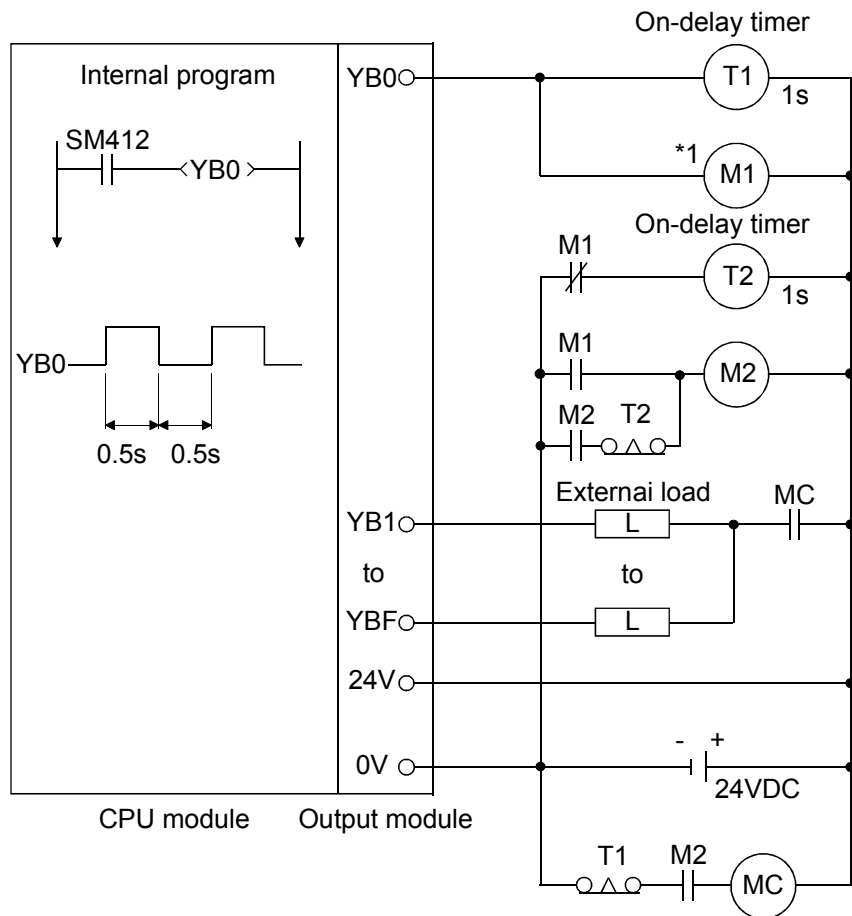 On-delay timer
Internal program
YB0
T1
1s
SM412
YB0
*1
M1
On-delay timer
M1
T2
1s
YB0
M1
M2
M2
T2
0.5s 0.5s
Externai load
MC
YB1
L
to
to
YBF
L
24V
- +
0V
24VDC
CPU module
Output module
T1
M2
MC